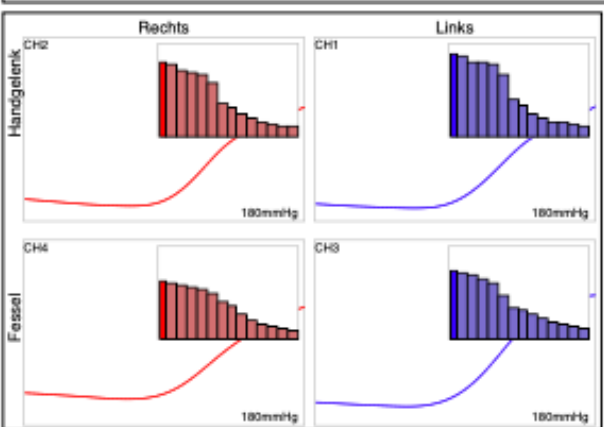 Rechts Links
Handgelenk
CH2 CH1
180mmHg 180mmHg
Fessel
CH4 CH3
180mmHg 180mmHg